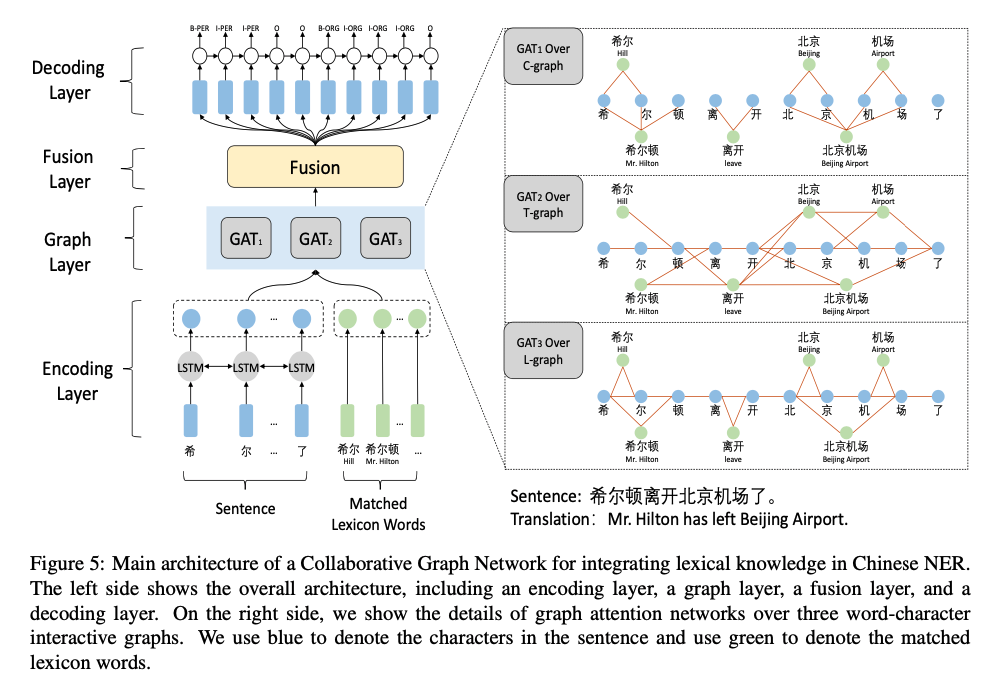 B-PER I-PER I-PER O O B-ORG I-ORG I-ORG I-ORG O
Decoding
Layer
Fusion
Layer
Fusion
Graph
Layer
GAT1 GAT2 GAT3
Encoding
Layer
... ...
LSTM LSTM LSTM
... ...
希 尔 ... 了
希尔 希尔顿 ...
Hill Mr. Hilton
Sentence
Matched
Lexicon Words
GAT1 Over
C-graph
希尔 北京 机场
Hill Beijing Airport
希 尔 顿 离 开 北 京 机 场 了
希尔顿 离开 北京机场
Mr. Hilton leave Beijing Airport
GAT2 Over
T-graph
希尔 北京 机场
Hill Beijing Airport
希 尔 顿 离 开 北 京 机 场 了
希尔顿 离开 北京机场
Mr. Hilton leave Beijing Airport
GAT3 Over
L-graph
希尔 北京 机场
Hill Beijing Airport
希 尔 顿 离 开 北 京 机 场 了
希尔顿 离开 北京机场
Mr. Hilton leave Beijing Airport
Sentence: 希尔顿离开北京机场了。
Translation: Mr. Hilton has left Beijing Airport.
Figure 5: Main architecture of a Collaborative Graph Network for integrating lexical knowledge in Chinese NER.
The left side shows the overall architecture, including an encoding layer, a graph layer, a fusion layer, and a
decoding layer. On the right side, we show the details of graph attention networks over three word-character
interactive graphs. We use blue to denote the characters in the sentence and use green to denote the matched
lexicon words.